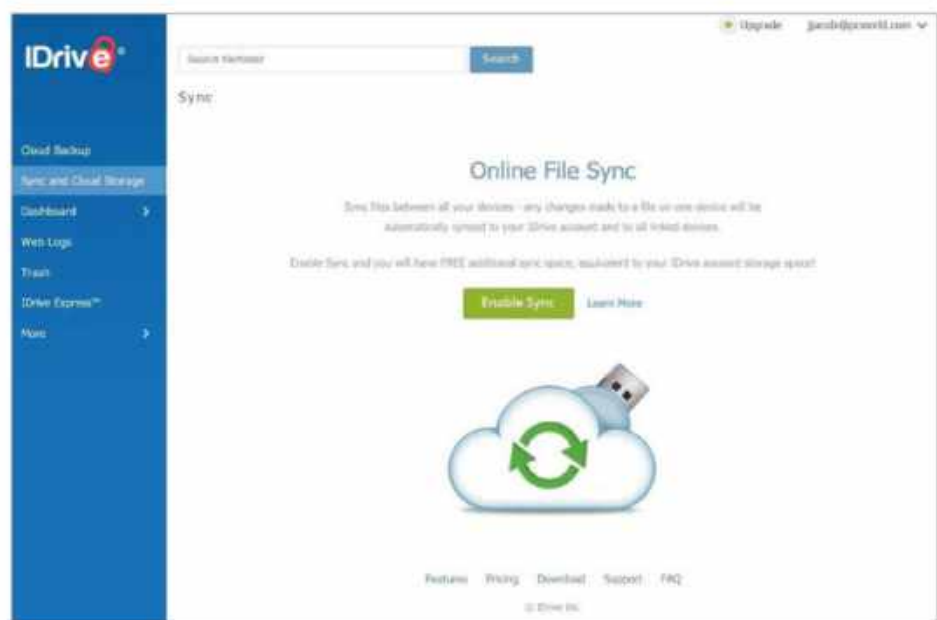 Upgrade
IDrive®
Search
Sync
Cloud Backup
Sync and Cloud Storage
Dashboard
Web Logs
Trash
IDrive Express™
More
Online File Sync
Sync files between all your devices - any changes made to a file on one device will be
automatically synced to your IDrive account and to all linked devices.
Enable Sync and you will have FREE additional sync space, equivalent to your IDrive account storage space!
Enable Sync Learn More
Features Pricing Download Support FAQ
© IDrive Inc.